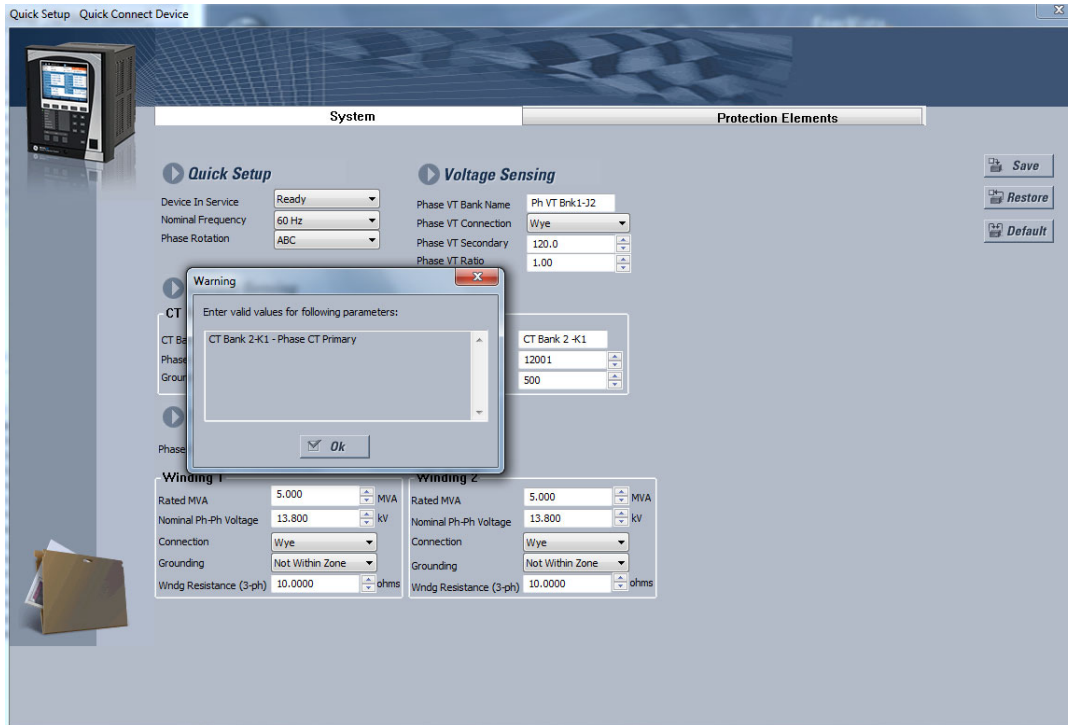 Quick Setup Quick Connect Device
System
Protection Elements
Quick Setup
Device In Service Ready
Nominal Frequency 60 Hz
Phase Rotation ABC
Voltage Sensing
Phase VT Bank Name Ph VT Bnk1-J2
Phase VT Connection Wye
Phase VT Secondary 120.0
Phase VT Ratio 1.00
Save
Restore
Default
Warning
Enter valid values for following parameters:
CT Bank 2-K1 - Phase CT Primary
Ok
CT
CT Ba
Phase
Groun
CT Bank 2 -K1
12001
500
Phase
Winding 1
Rated MVA 5.000 MVA
Nominal Ph-Ph Voltage 13.800 kV
Connection Wye
Grounding Not Within Zone
Wndg Resistance (3-ph) 10.0000 ohms
Winding 2
Rated MVA 5.000 MVA
Nominal Ph-Ph Voltage 13.800 kV
Connection Wye
Grounding Not Within Zone
Wndg Resistance (3-ph) 10.0000 ohms